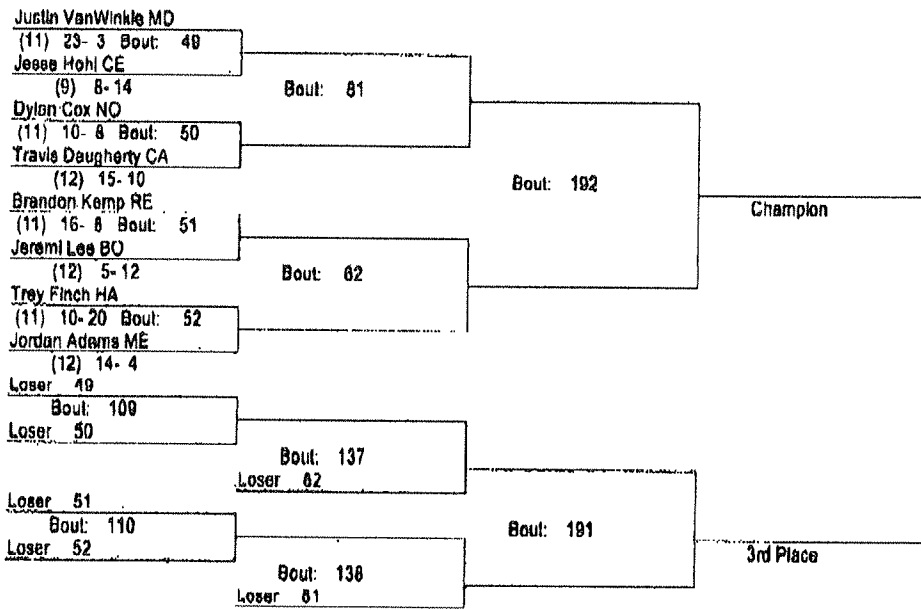 Justin VanWinkle MD
(11) 23- 3 Bout: 49
Jesse Hohl CE
(9) 8-14
Bout: 81
Dylan Cox NO
(11) 10- 8 Bout: 50
Travis Daugherty CA
(12) 15- 10
Bout: 192
Champion
Brandon Kemp RE
(11) 16- 8 Bout: 51
Jeremi Lee BO
(12) 5- 12
Bout: 82
Trey Finch HA
(11) 10- 20 Bout: 52
Jordan Adams ME
(12) 14- 4
Loser 49
Bout: 109
Loser 50
Bout: 137
Loser 82
Loser 51
Bout: 110
Loser 52
Bout: 191
3rd Place
Bout: 138
Loser 81